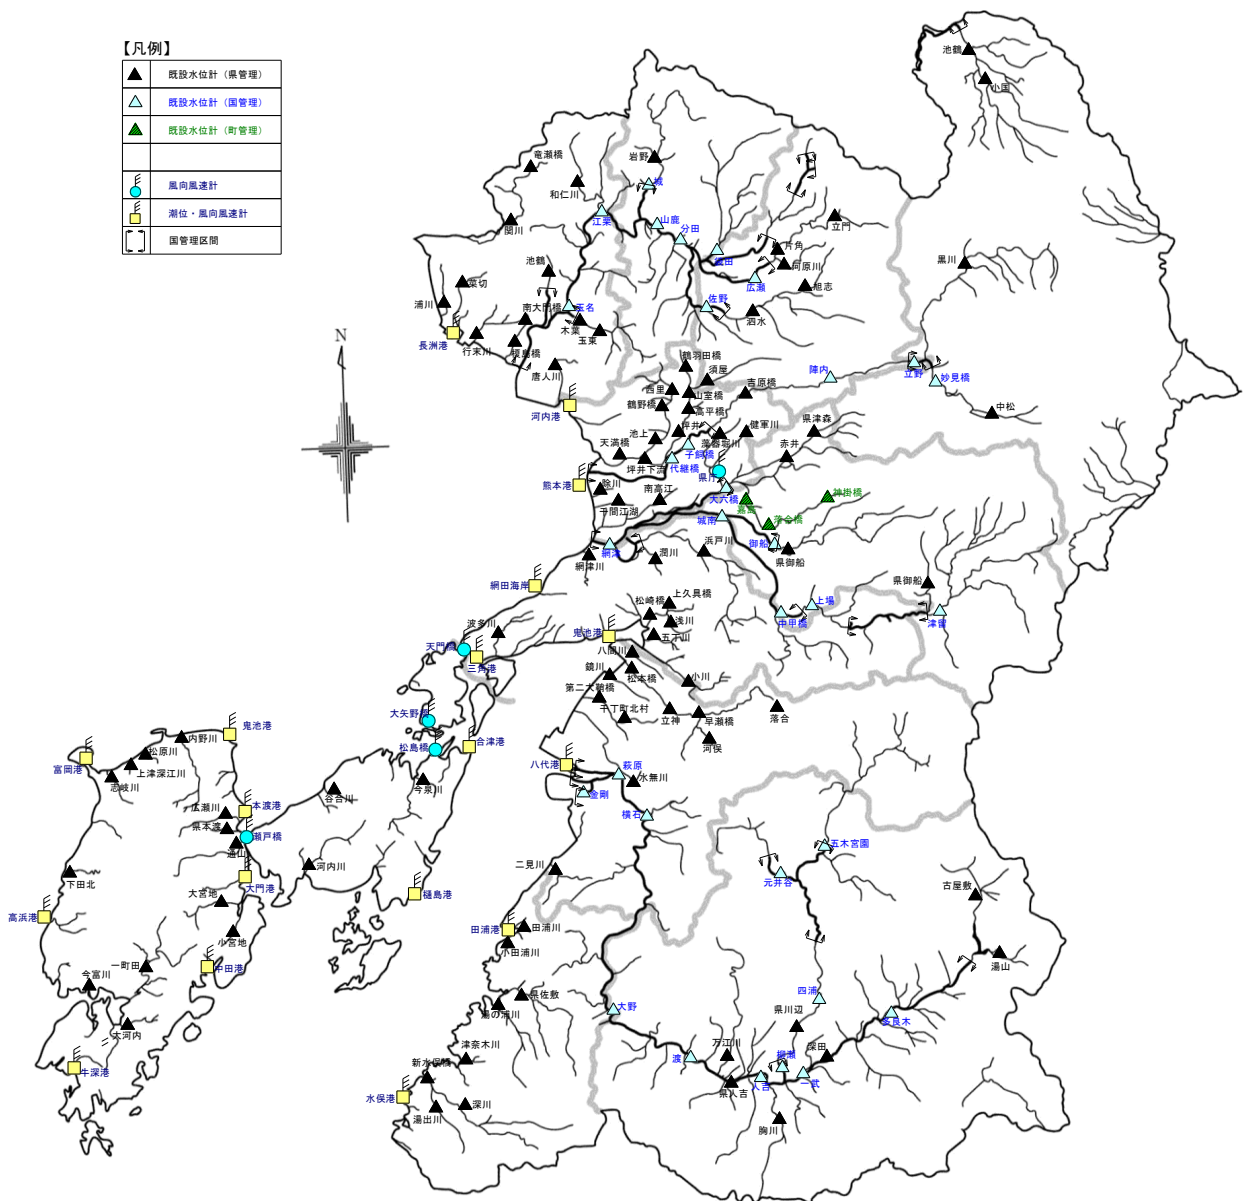 【凡例】
既設水位計（県管理）
既設水位計（国管理）
既設水位計（町管理）
風向風速計
潮位・風向風速計
国管理区間
N
池鶴
小国
竜瀬橋
岩野
和仁川
城
江栗
関川
山鹿
分田
立門
片角
鍋田
河原川
黒川
池鶴
菜切
広瀬
旭志
浦川
南大門橋
玉名
佐野
泗水
長洲港
木葉
玉東
行末川
榎島橋
唐人川
鶴羽田橋
須屋
陣内
立野
妙見橋
西里
山室橋
吉原橋
河内港
鶴野橋
高平橋
中松
坪井
健軍川
県津森
池上
藻器堀川
天満橋
子飼橋
赤井
坪井下流
代継橋
県庁
熊本港
除川
南高江
大六橋
神掛橋
千間江湖
嘉島
城南
落合橋
網津
浜戸川
御船
県御船
網津川
潤川
網田海岸
県御船
上久具橋
松崎橋
上場
中甲橋
津留
浅川
波多川
鬼池港
五丁山
天門橋
三角港
八間川
鏡川
松本橋
小川
第二大鞘橋
千丁町北村
立神
早瀬橋
落合
大矢野橋
河俣
鬼池港
内野川
松島橋
合津港
松原川
富岡港
上津深江川
志岐川
八代港
萩原
水無川
今泉川
谷合川
金剛
広瀬川
本渡港
横石
県本渡
瀬戸橋
通山
五木宮園
河内川
二見川
下田北
大門港
元井谷
古屋敷
大宮地
樋島港
高浜港
田浦港
田浦川
小宮地
小田浦川
湯山
一町田
中田港
今富川
県佐敷
四浦
湯の浦川
大野
県川辺
多良木
大河内
津奈木川
万江川
深田
渡
柳瀬
新水俣橋
牛深港
人吉
一武
県人吉
水俣港
深川
湯出川
胸川